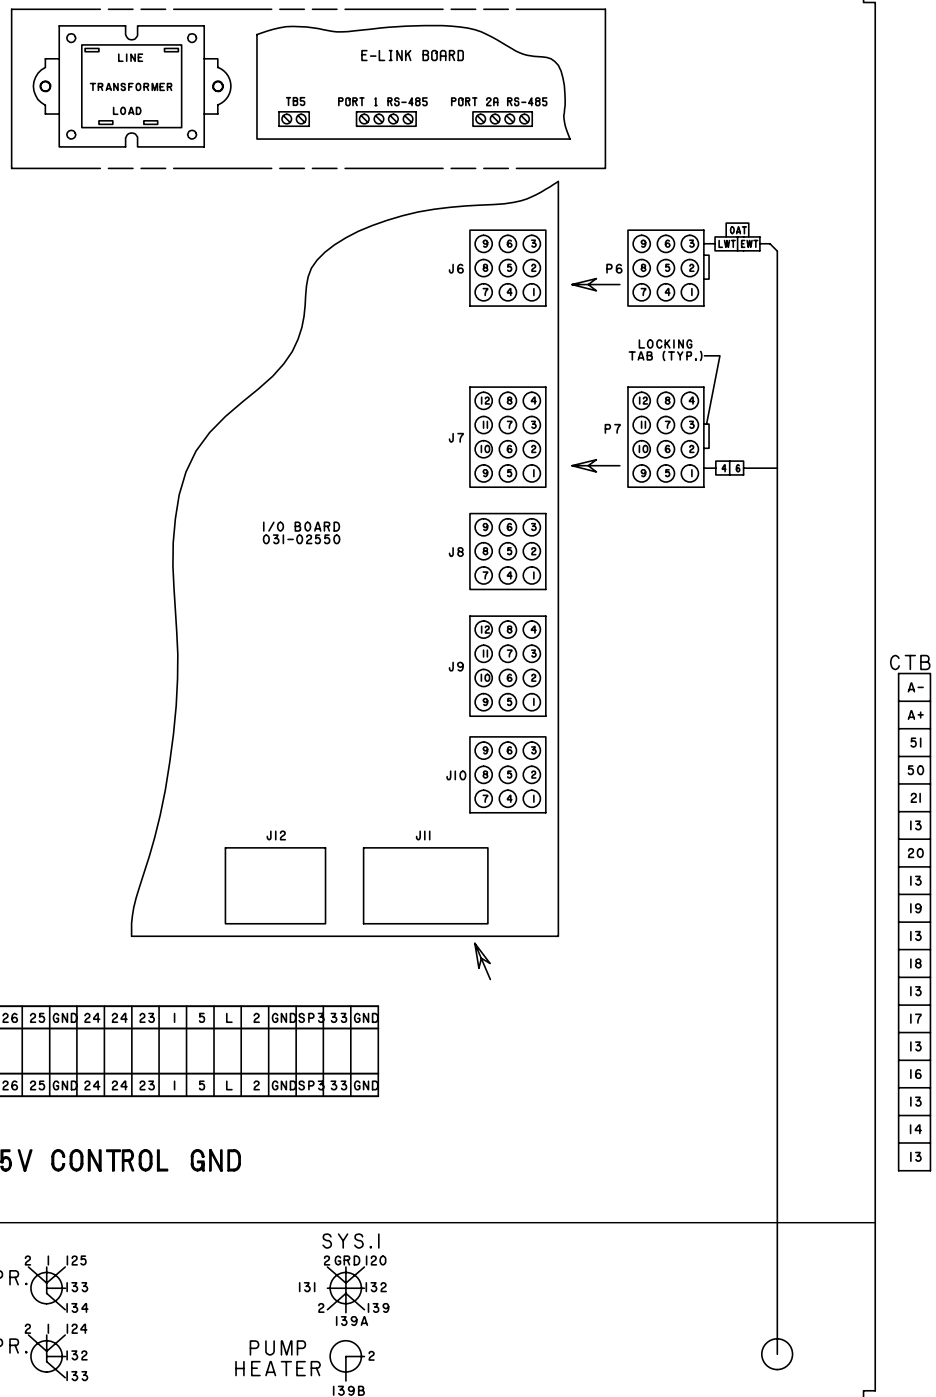 LINE
TRANSFORMER
LOAD
E-LINK BOARD
TB5
PORT 1 RS-485
PORT 2A RS-485
J6
9 6 3
8 5 2
7 4 1
P6
9 6 3
8 5 2
7 4 1
OAT
LWT EWT
LOCKING
TAB (TYP.)
J7
12 8 4
11 7 3
10 6 2
9 5 1
P7
12 8 4
11 7 3
10 6 2
9 5 1
4 6
I/O BOARD
031-02550
J8
9 6 3
8 5 2
7 4 1
J9
12 8 4
11 7 3
10 6 2
9 5 1
J10
9 6 3
8 5 2
7 4 1
J12
J11
CTB
A-
A+
51
50
21
13
20
13
19
13
18
13
17
13
16
13
14
13
26 25 GND 24 24 23 1 5 L 2 GND SP3 33 GND
26 25 GND 24 24 23 1 5 L 2 GND SP3 33 GND
5V CONTROL GND
PR.
2 1 125
133
134
PR.
2 1 124
132
133
SYS.1
2 GRD 120
131 132
2 139
139A
PUMP
HEATER
2
139B